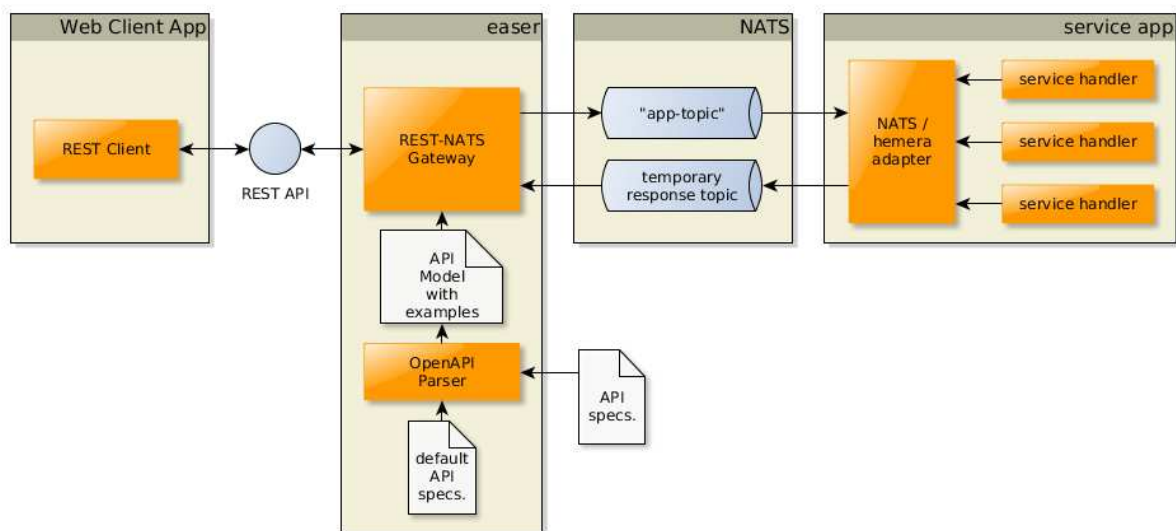 Web Client App
easer
NATS
service app
REST Client
REST API
REST-NATS
Gateway
"app-topic"
temporary
response topic
NATS /
hemera
adapter
service handler
service handler
service handler
API
Model
with
examples
OpenAPI
Parser
API
specs.
default
API
specs.